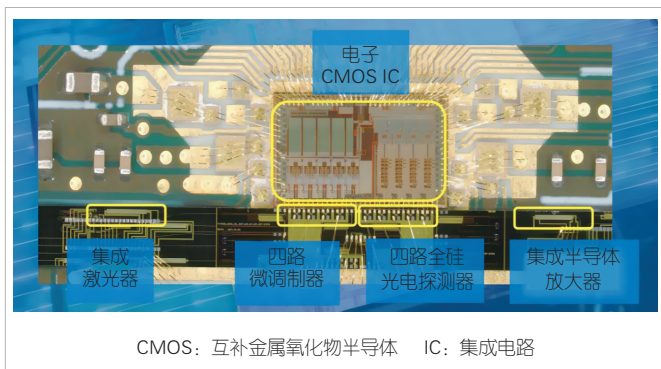 电子
CMOS IC
集成
激光器
四路
微调制器
四路全硅
光电探测器
集成半导体
放大器
CMOS：互补金属氧化物半导体 IC：集成电路